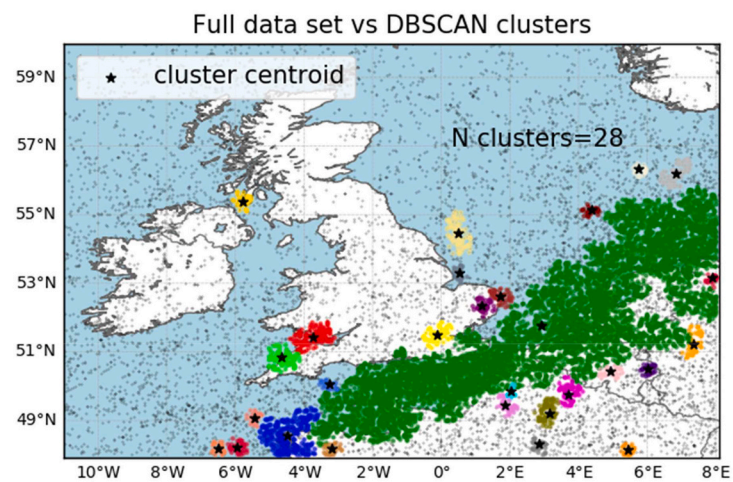 Full data set vs DBSCAN clusters
cluster centroid
59°N
57°N
N clusters=28
55°N
53°N
51°N
49°N
10°W 8°W 6°W 4°W 2°W 0° 2°E 4°E 6°E 8°E